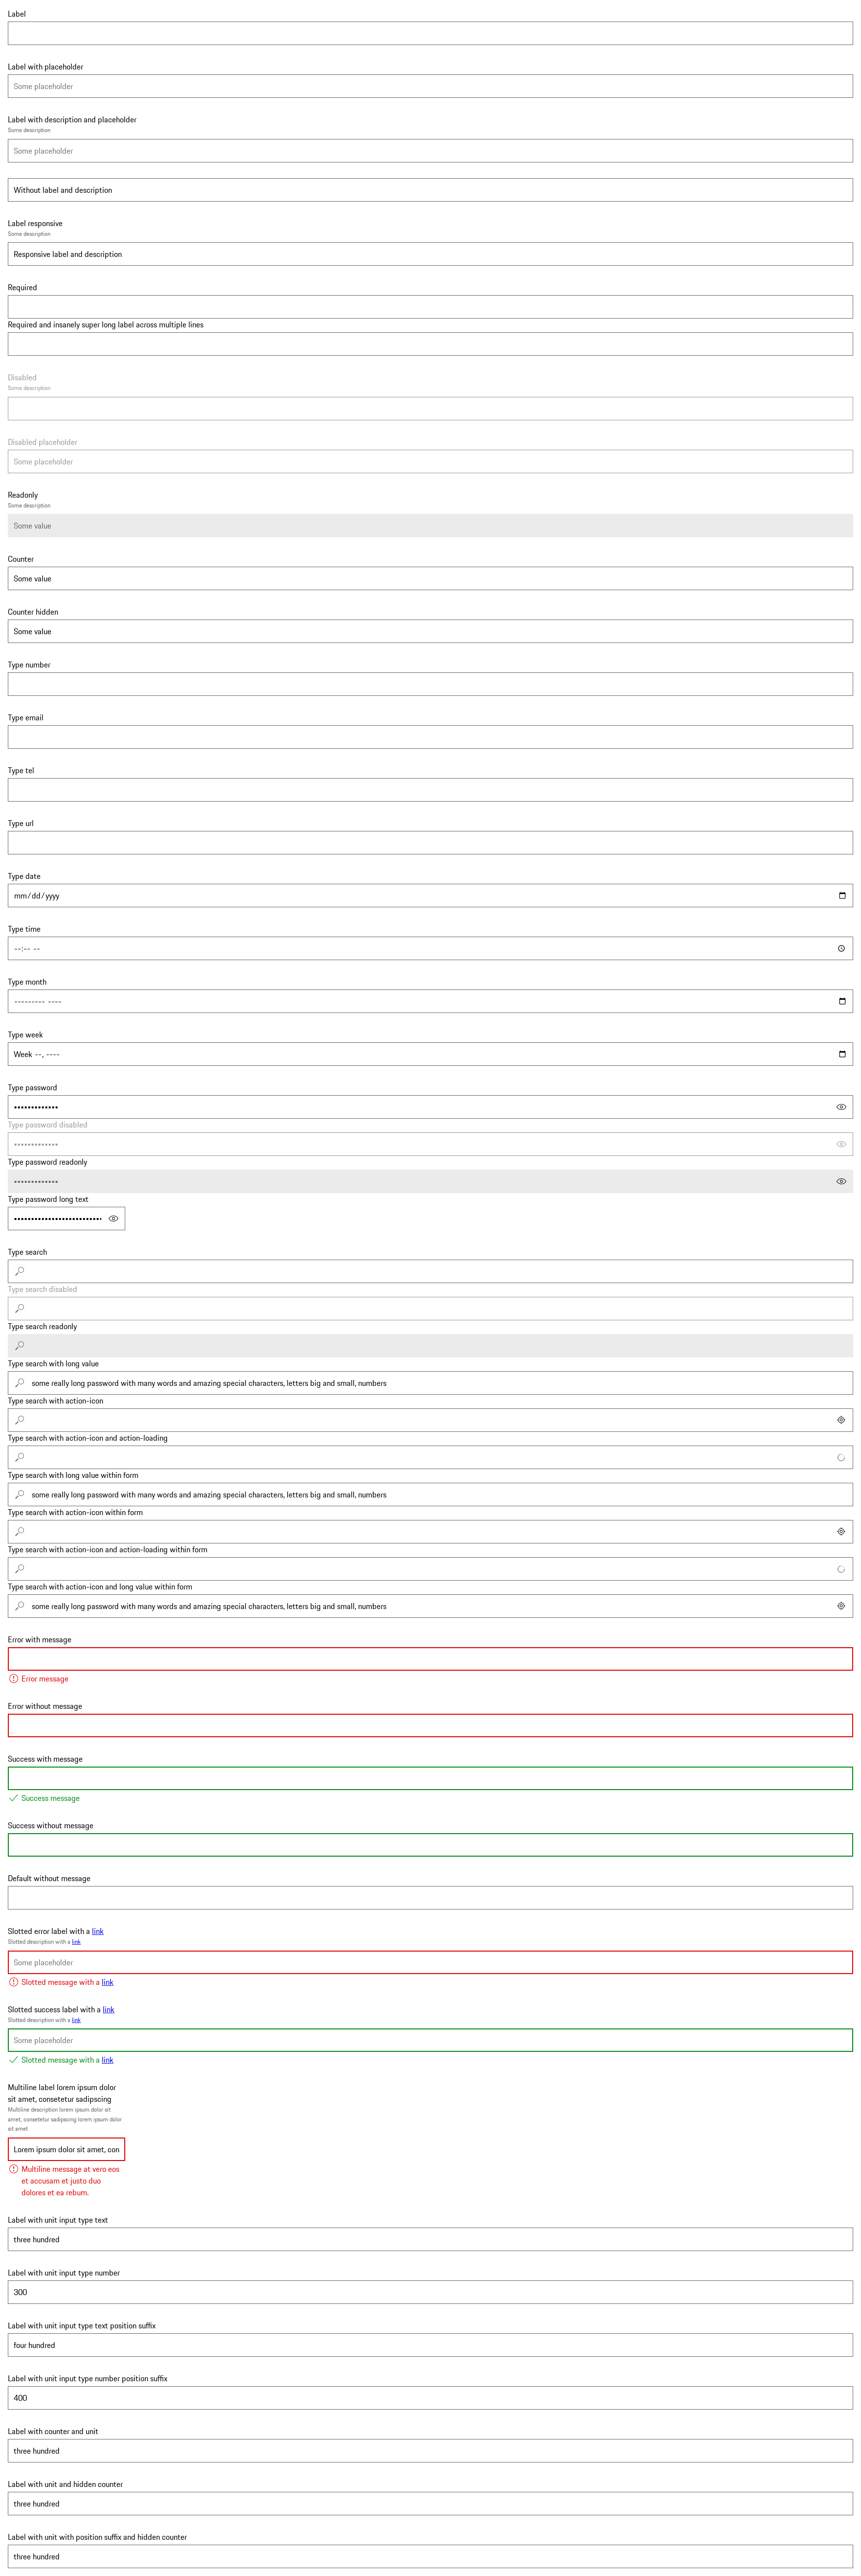 Label
Label with placeholder
Some placeholder
Label with description and placeholder
Some description
Some placeholder
Without label and description
Label responsive
Some description
Responsive label and description
Required
Required and insanely super long label across multiple lines
Disabled
Some description
Disabled placeholder
Some placeholder
Readonly
Some description
Some value
Counter
Some value
Counter hidden
Some value
Type number
Type email
Type tel
Type url
Type date
mm/dd/yyyy
Type time
--:-- --
Type month
--------- ----
Type week
Week --, ----
Type password
•••••••••••••
Type password disabled
•••••••••••••
Type password readonly
•••••••••••••
Type password long text
••••••••••••••••••••••••••
Type search
Type search disabled
Type search readonly
Type search with long value
some really long password with many words and amazing special characters, letters big and small, numbers
Type search with action-icon
Type search with action-icon and action-loading
Type search with long value within form
some really long password with many words and amazing special characters, letters big and small, numbers
Type search with action-icon within form
Type search with action-icon and action-loading within form
Type search with action-icon and long value within form
some really long password with many words and amazing special characters, letters big and small, numbers
Error with message
Error message
Error without message
Success with message
Success message
Success without message
Default without message
Slotted error label with a link
Slotted description with a link
Some placeholder
Slotted message with a link
Slotted success label with a link
Slotted description with a link
Some placeholder
Slotted message with a link
Multiline label lorem ipsum dolor
sit amet, consetetur sadipscing
Multiline description lorem ipsum dolor sit
amet, consetetur sadipscing lorem ipsum dolor
sit amet
Lorem ipsum dolor sit amet, con
Multiline message at vero eos
et accusam et justo duo
dolores et ea rebum.
Label with unit input type text
three hundred
Label with unit input type number
300
Label with unit input type text position suffix
four hundred
Label with unit input type number position suffix
400
Label with counter and unit
three hundred
Label with unit and hidden counter
three hundred
Label with unit with position suffix and hidden counter
three hundred